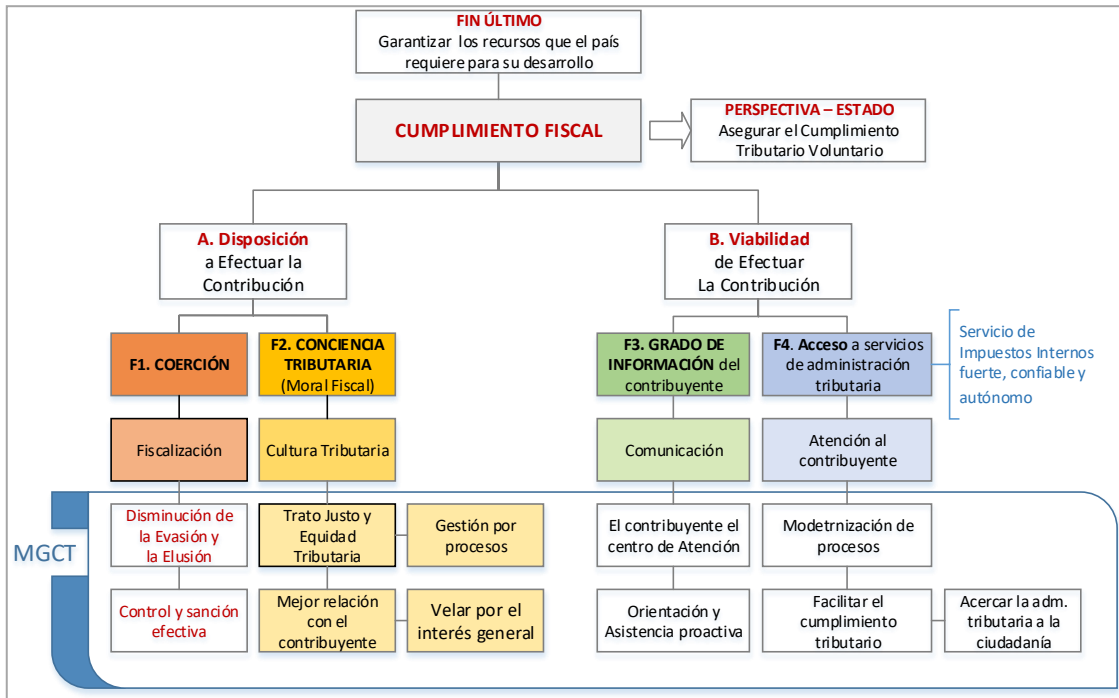 FIN ÚLTIMO
Garantizar los recursos que el país
requiere para su desarrollo
CUMPLIMIENTO FISCAL
PERSPECTIVA – ESTADO
Asegurar el Cumplimiento
Tributario Voluntario
A. Disposición
a Efectuar la
Contribución
B. Viabilidad
de Efectuar
La Contribución
F1. COERCIÓN
F2. CONCIENCIA
TRIBUTARIA
(Moral Fiscal)
F3. GRADO DE
INFORMACIÓN del
contribuyente
F4. Acceso a servicios
de administración
tributaria
Servicio de
Impuestos Internos
fuerte, confiable y
autónomo
Fiscalización
Cultura Tributaria
Comunicación
Atención al
contribuyente
MGCT
Disminución de
la Evasión y
la Elusión
Trato Justo y
Equidad
Tributaria
Gestión por
procesos
El contribuyente el
centro de Atención
Modetrnización de
procesos
Control y sanción
efectiva
Mejor relación
con el
contribuyente
Velar por el
interés general
Orientación y
Asistencia proactiva
Facilitar el
cumplimiento
tributario
Acercar la adm.
tributaria a la
ciudadanía